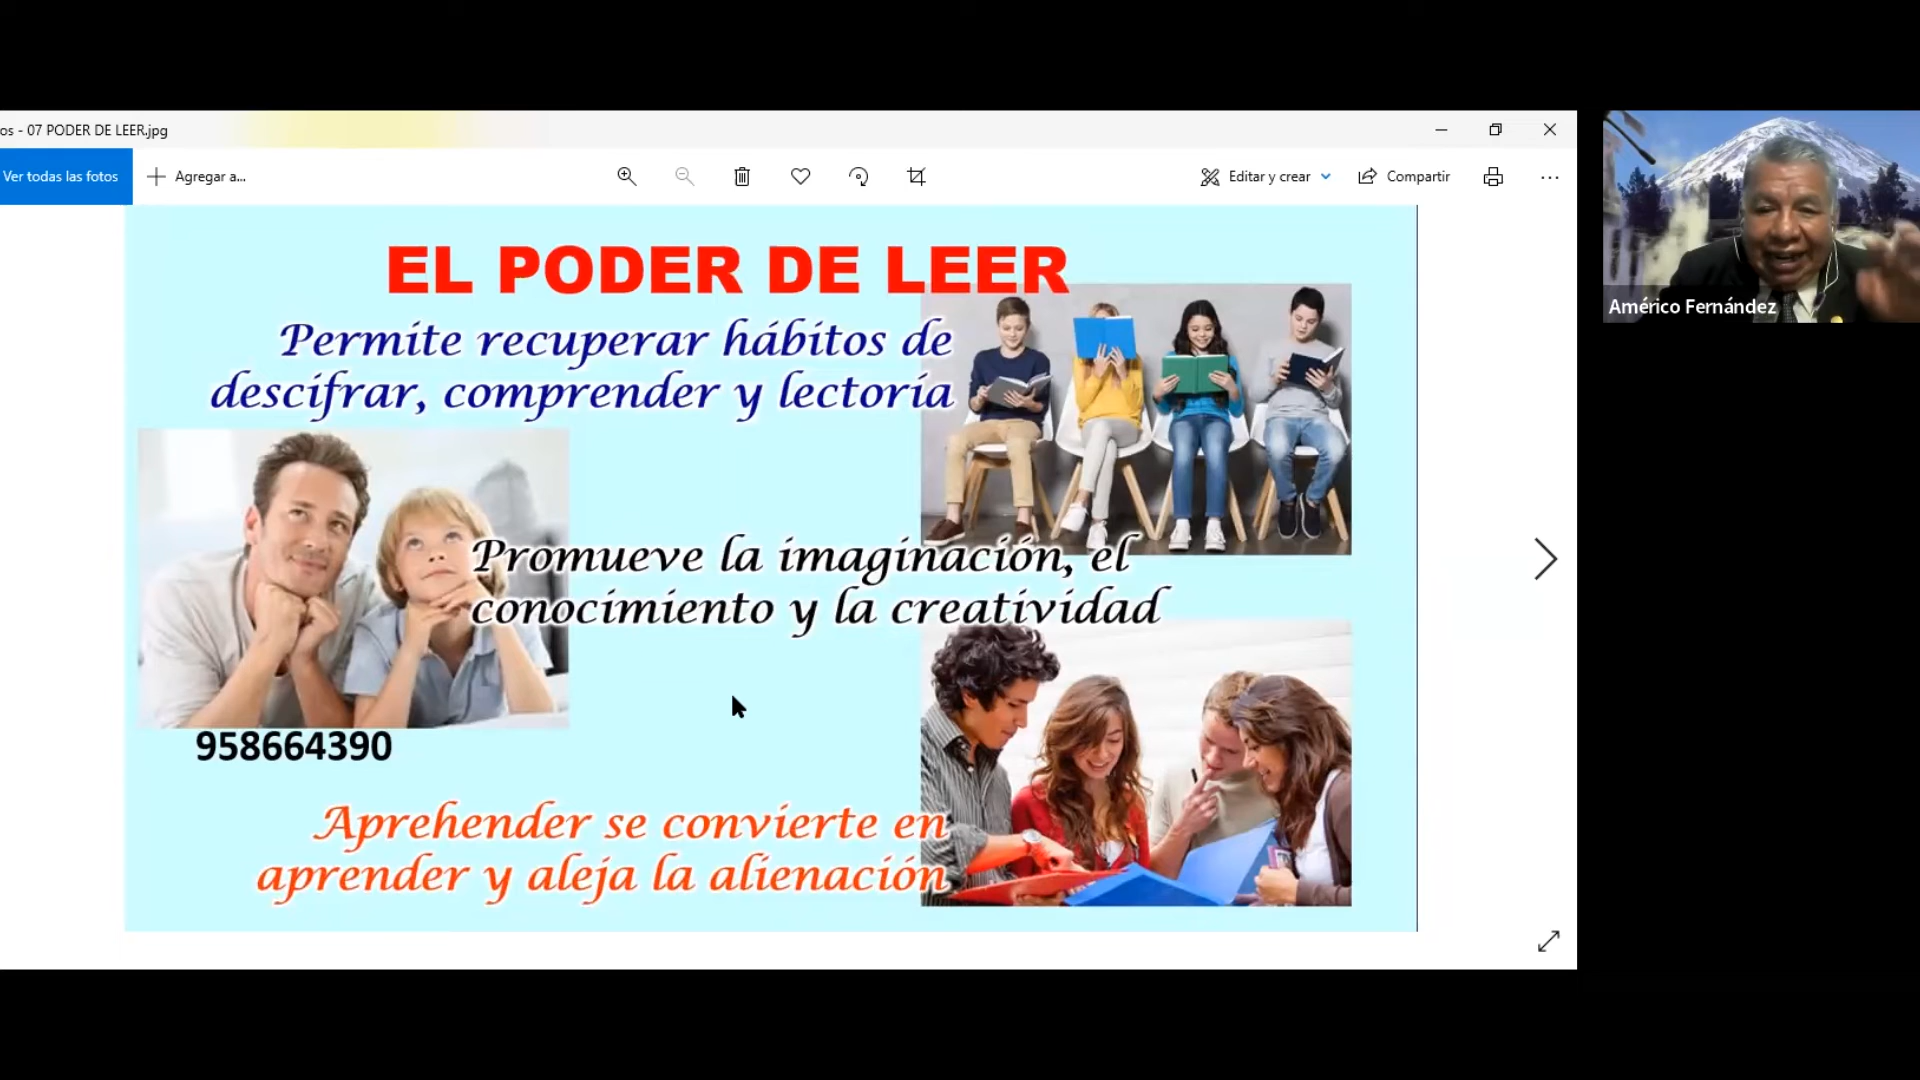 os - 07 PODER DE LEER.jpg
Ver todas las fotos
Agregar a...
Editar y crear
Compartir
EL PODER DE LEER
Permite recuperar hábitos de
descifrar, comprender y lectoría
Promueve la imaginación, el
conocimiento y la creatividad
958664390
Aprehender se convierte en
aprender y aleja la alienación
Américo Fernández